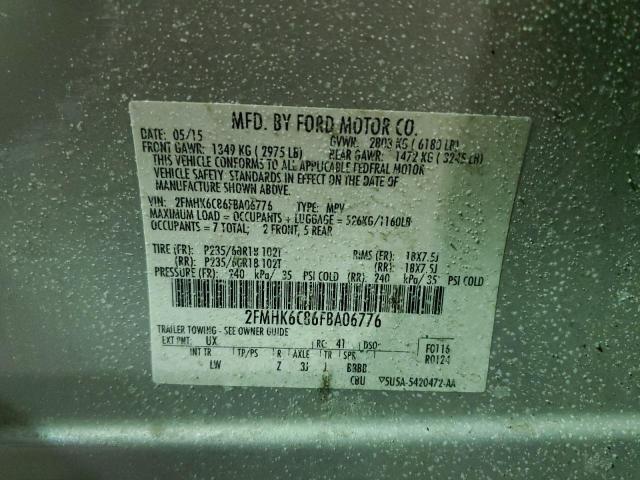 MFD. BY FORD MOTOR CO.
DATE: 05/15 GVWR: 2803 KG ( 6180 LB)
FRONT GAWR: 1349 KG ( 2975 LB) REAR GAWR: 1472 KG ( 3245 LB)
THIS VEHICLE CONFORMS TO ALL APPLICABLE FEDERAL MOTOR
VEHICLE SAFETY STANDARDS IN EFFECT ON THE DATE OF
MANUFACTURE SHOWN ABOVE.
VIN: 2FMHK6C86FBA06776 TYPE: MPV
MAXIMUM LOAD = OCCUPANTS + LUGGAGE = 526KG/1160LB
OCCUPANTS = 7 TOTAL; 2 FRONT, 5 REAR
TIRE (FR): P235/60R18 102T RIMS (FR): 18X7.5J
(RR): P235/60R18 102T (RR): 18X7.5J
PRESSURE (FR): 240 kPa/ 35 PSI COLD (RR): 240 kPa/ 35 PSI COLD
2FMHK6C86FBA06776
TRAILER TOWING - SEE OWNER GUIDE
EXT PNT: UX RC: 41 DSO: F0116
INT TR TP/PS R AXLE TR SPR R0124
LW Z 3J J BBBB
CBU 5U5A-5420472-AA